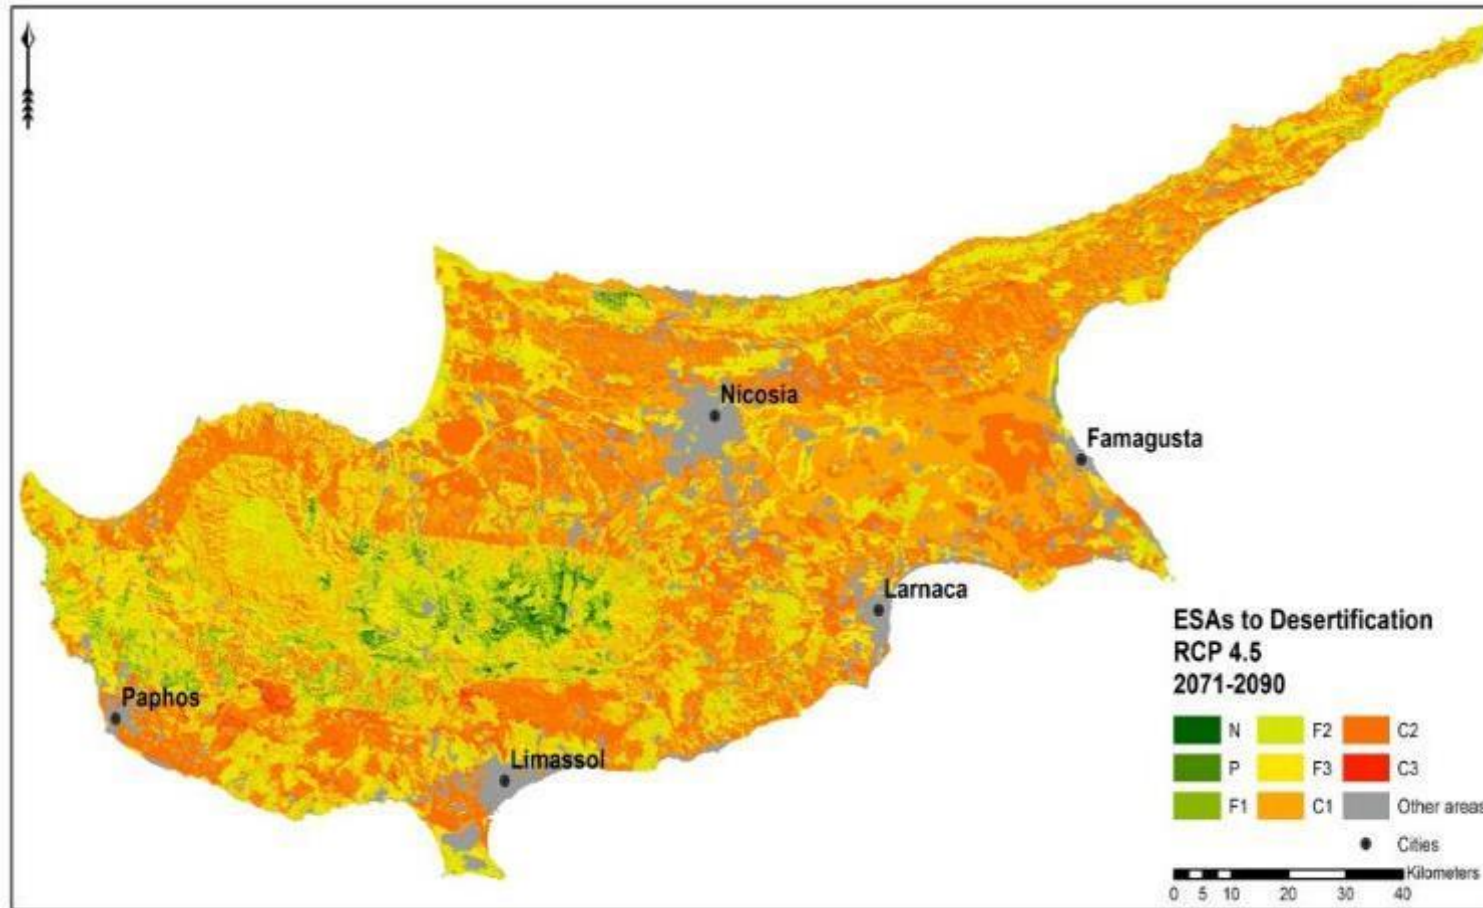 Nicosia
Famagusta
Larnaca
Paphos
Limassol
ESAs to Desertification
RCP 4.5
2071-2090
N F2 C2
P F3 C3
F1 C1 Other areas
Cities
Kilometers
0 5 10 20 30 40